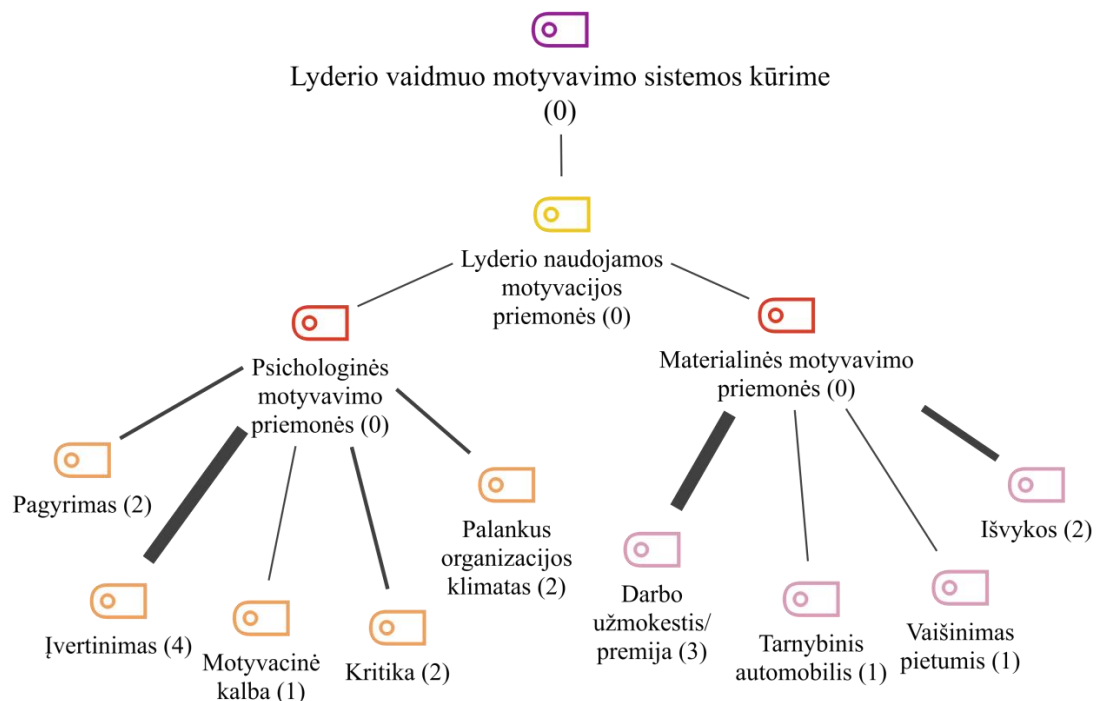 Lyderio vaidmuo motyvavimo sistemos kūrime
(0)
Lyderio naudojamos
motyvacijos
priemonės (0)
Psichologinės
motyvavimo
priemonės (0)
Materialinės motyvavimo
priemonės (0)
Pagyrimas (2)
Įvertinimas (4)
Motyvacinė
kalba (1)
Kritika (2)
Palankus
organizacijos
klimatas (2)
Darbo
užmokestis/
premija (3)
Tarnybinis
automobilis (1)
Vaišinimas
pietumis (1)
Išvykos (2)